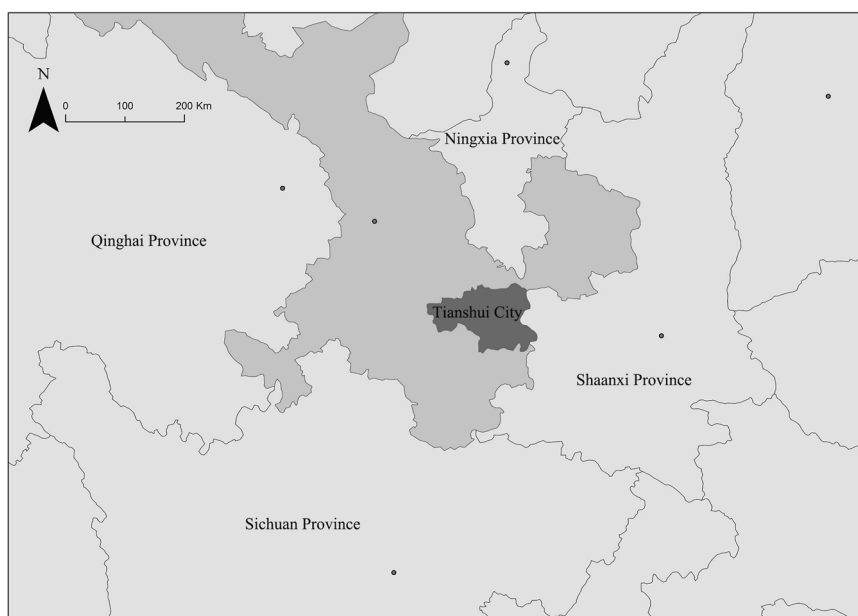 N
0 100 200 Km
Ningxia Province
Qinghai Province
Tianshui City
Shaanxi Province
Sichuan Province